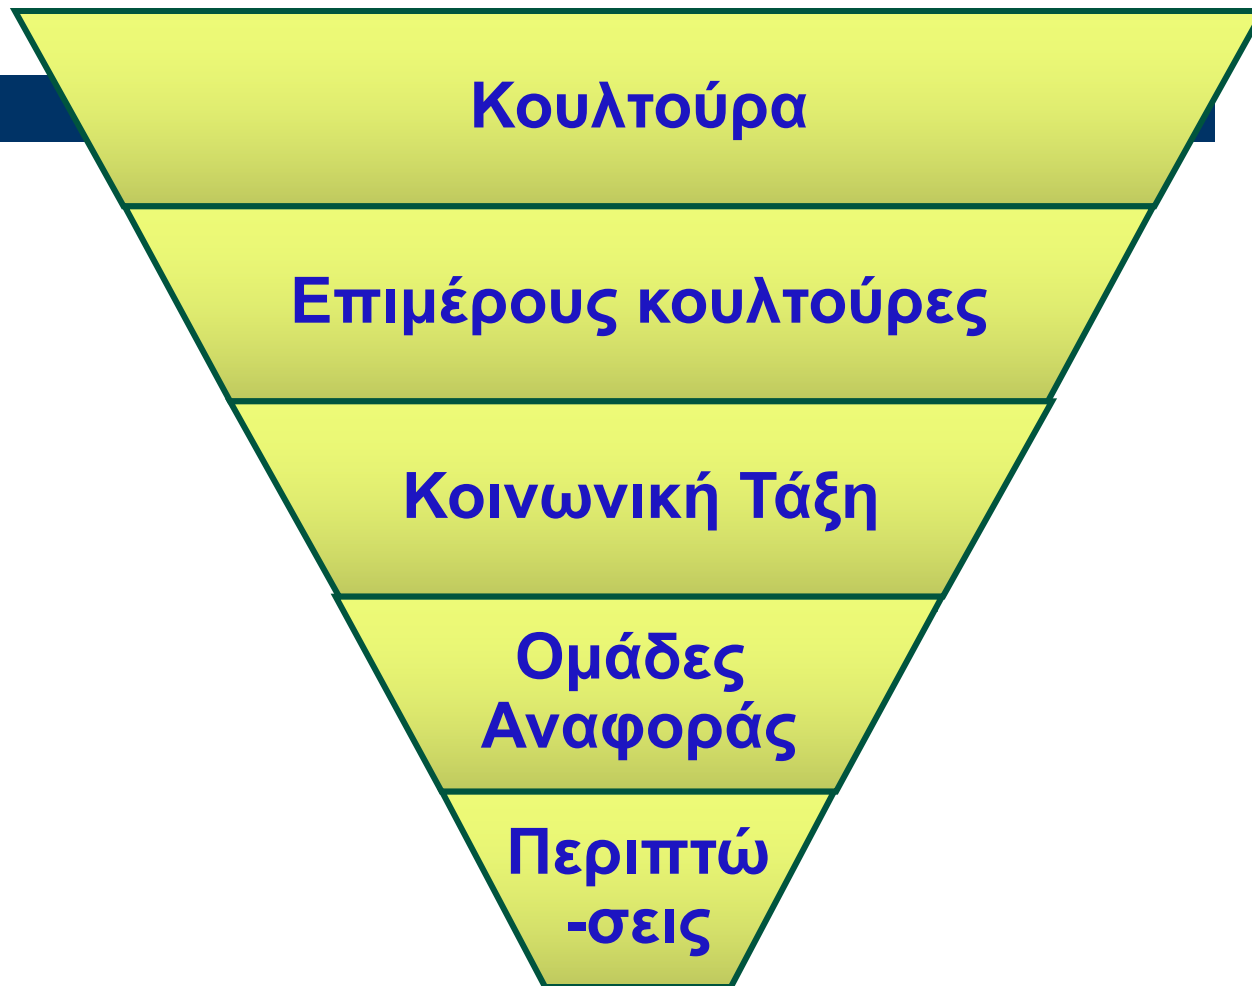 Κουλτούρα
Επιμέρους κουλτούρες
Κοινωνική Τάξη
Ομάδες
Αναφοράς
Περιπτώ
-σεις